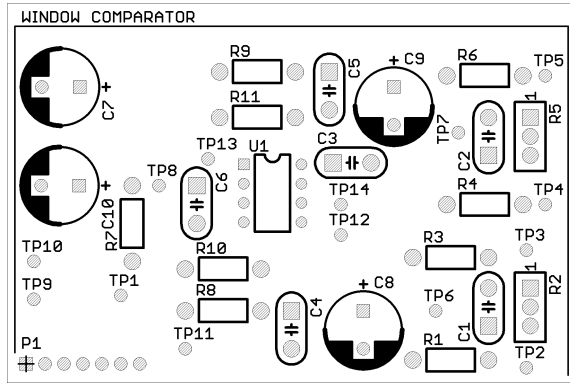 WINDOW COMPARATOR
R9
C5
C9
R6
TP5
C7
R11
1
R5
TP7
C2
TP13
U1
C3
TP8
C6
C10
R7
TP14
R4
TP4
TP12
TP10
R10
R3
TP3
TP9
TP1
R8
C4
C8
TP6
1
R2
C1
TP11
P1
R1
TP2